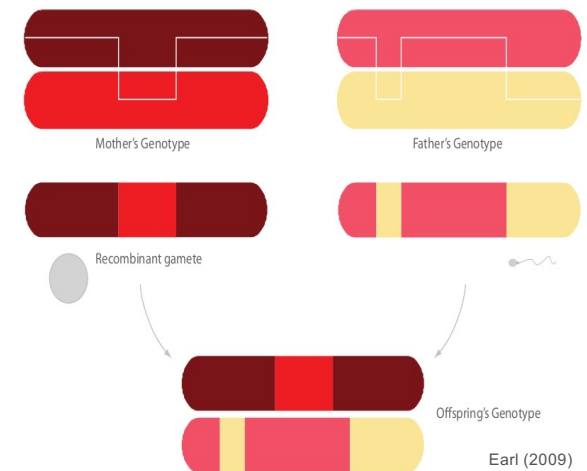 Mother's Genotype
Father's Genotype
Recombinant gamete
Offspring's Genotype
Earl (2009)